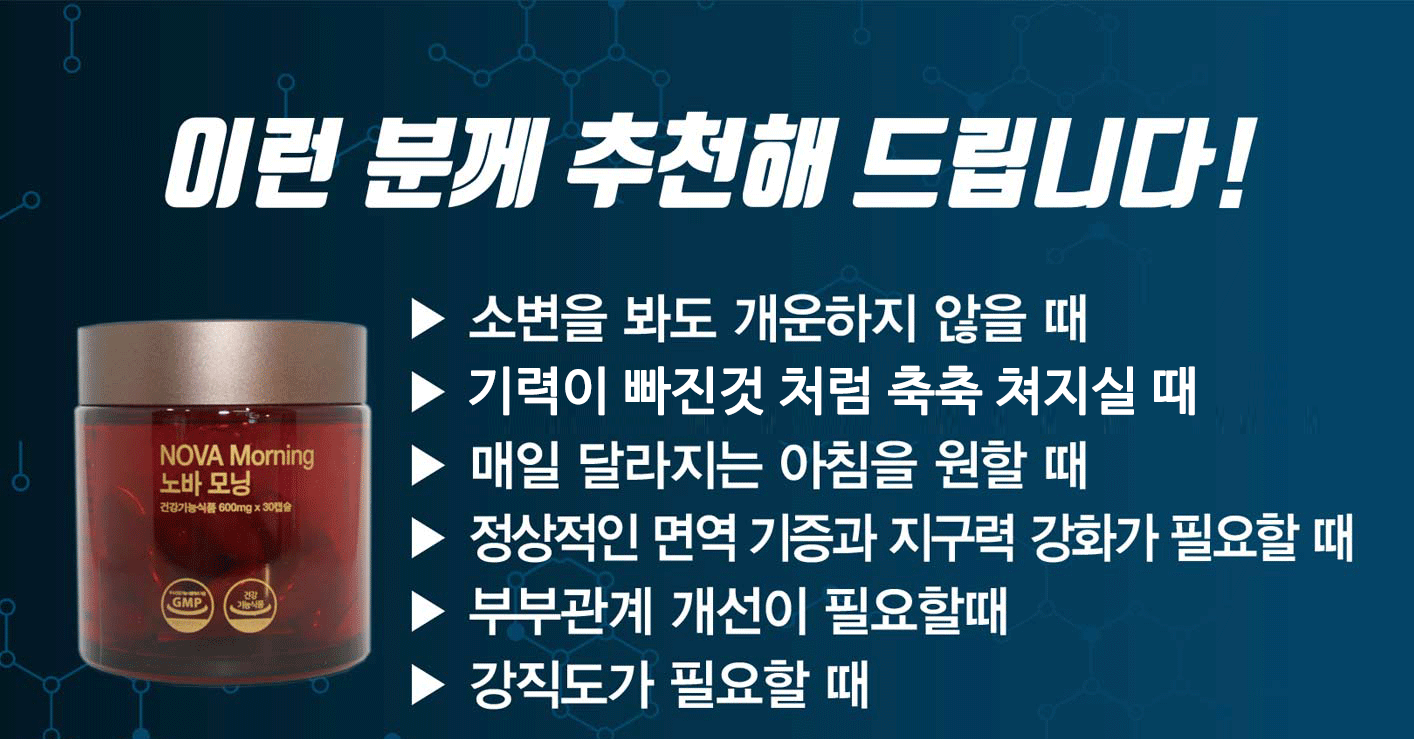 이런 분께 추천해 드립니다!
▶ 소변을 봐도 개운하지 않을 때
▶ 기력이 빠진것 처럼 축축 쳐지실 때
▶ 매일 달라지는 아침을 원할 때
▶ 정상적인 면역 기증과 지구력 강화가 필요할 때
▶ 부부관계 개선이 필요할때
▶ 강직도가 필요할 때
NOVA Morning
노바 모닝
건강기능식품 600mg x 30캡슐
GMP
건강
기능식품